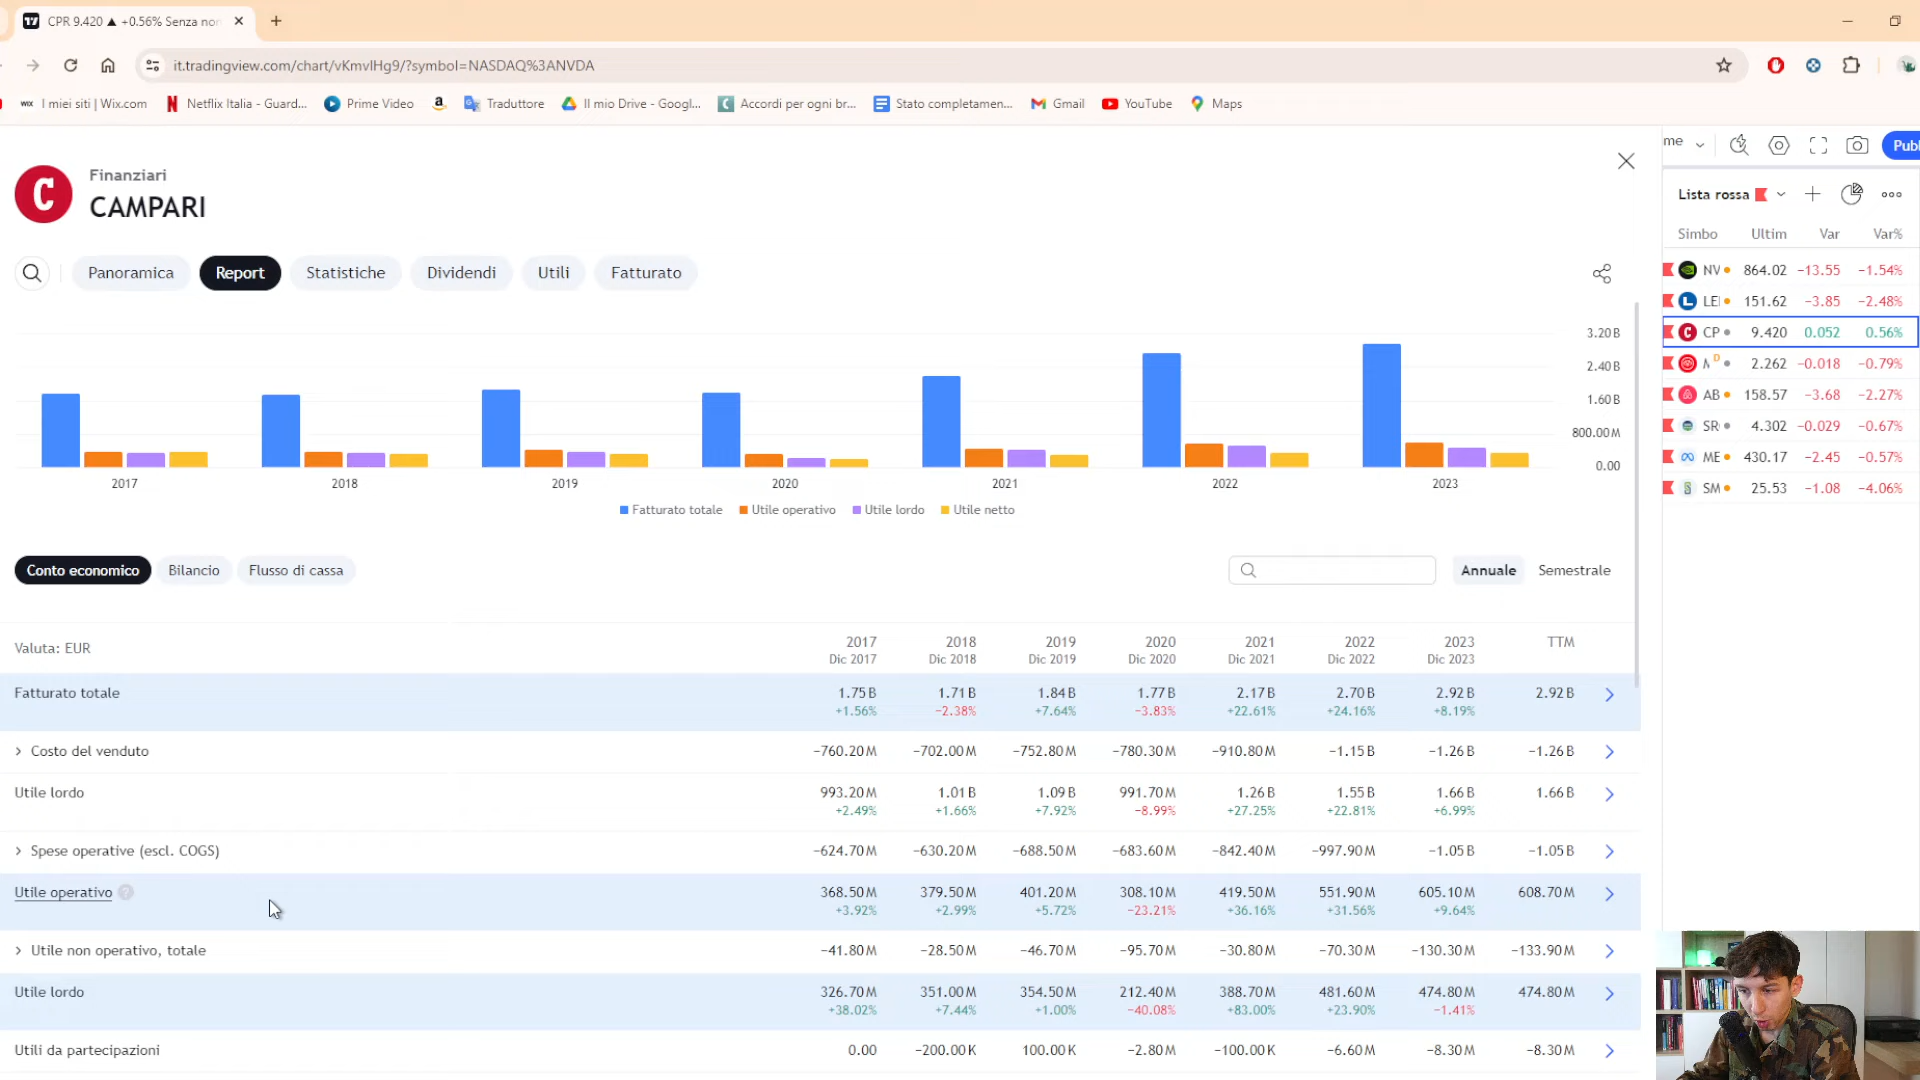 CPR 9.420 ▲ +0.56% Senza nor
it.tradingview.com/chart/vKmvIHg9/?symbol=NASDAQ%3ANVDA
WIX I miei siti | Wix.com
Netflix Italia - Guard...
Prime Video
Traduttore
Il mio Drive - Googl...
Accordi per ogni br...
Stato completamen...
Gmail
YouTube
Maps
Finanziari
CAMPARI
me
Publ
Lista rossa
Panoramica Report Statistiche Dividendi Utili Fatturato
Simbo Ultim Var Var%
NV 864.02 −13.55 −1.54%
LE 151.62 −3.85 −2.48%
CP 9.420 0.052 0.56%
D 2.262 −0.018 −0.79%
AB 158.57 −3.68 −2.27%
SR 4.302 −0.029 −0.67%
ME 430.17 −2.45 −0.57%
SM 25.53 −1.08 −4.06%
3.20 B
2.40 B
1.60 B
800.00 M
0.00
2017 2018 2019 2020 2021 2022 2023
Fatturato totale Utile operativo Utile lordo Utile netto
Conto economico Bilancio Flusso di cassa Annuale Semestrale
Valuta: EUR 2017 2018 2019 2020 2021 2022 2023 TTM
Dic 2017 Dic 2018 Dic 2019 Dic 2020 Dic 2021 Dic 2022 Dic 2023
Fatturato totale 1.75 B 1.71 B 1.84 B 1.77 B 2.17 B 2.70 B 2.92 B 2.92 B
+1.56% −2.38% +7.64% −3.83% +22.61% +24.16% +8.19%
Costo del venduto −760.20 M −702.00 M −752.80 M −780.30 M −910.80 M −1.15 B −1.26 B −1.26 B
Utile lordo 993.20 M 1.01 B 1.09 B 991.70 M 1.26 B 1.55 B 1.66 B 1.66 B
+2.49% +1.66% +7.92% −8.99% +27.25% +22.81% +6.99%
Spese operative (escl. COGS) −624.70 M −630.20 M −688.50 M −683.60 M −842.40 M −997.90 M −1.05 B −1.05 B
Utile operativo ? 368.50 M 379.50 M 401.20 M 308.10 M 419.50 M 551.90 M 605.10 M 608.70 M
+3.92% +2.99% +5.72% −23.21% +36.16% +31.56% +9.64%
Utile non operativo, totale −41.80 M −28.50 M −46.70 M −95.70 M −30.80 M −70.30 M −130.30 M −133.90 M
Utile lordo 326.70 M 351.00 M 354.50 M 212.40 M 388.70 M 481.60 M 474.80 M 474.80 M
+38.02% +7.44% +1.00% −40.08% +83.00% +23.90% −1.41%
Utili da partecipazioni 0.00 −200.00 K 100.00 K −2.80 M −100.00 K −6.60 M −8.30 M −8.30 M